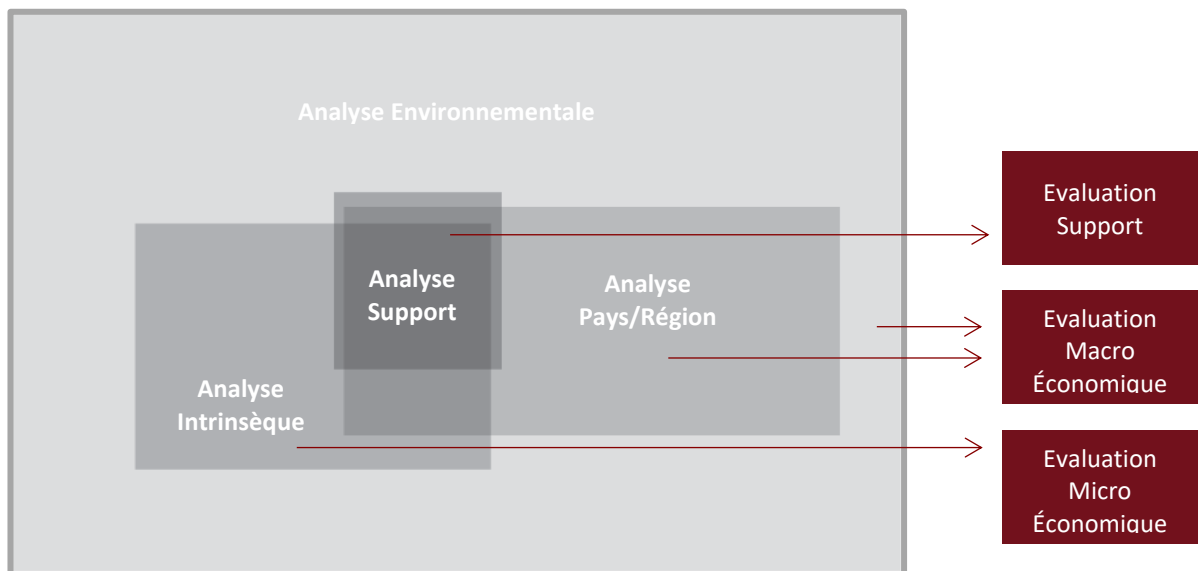 Analyse Environnementale
Analyse
Support
Analyse
Pays/Région
Analyse
Intrinsèque
Evaluation
Support
Evaluation
Macro
Économique
Evaluation
Micro
Économique